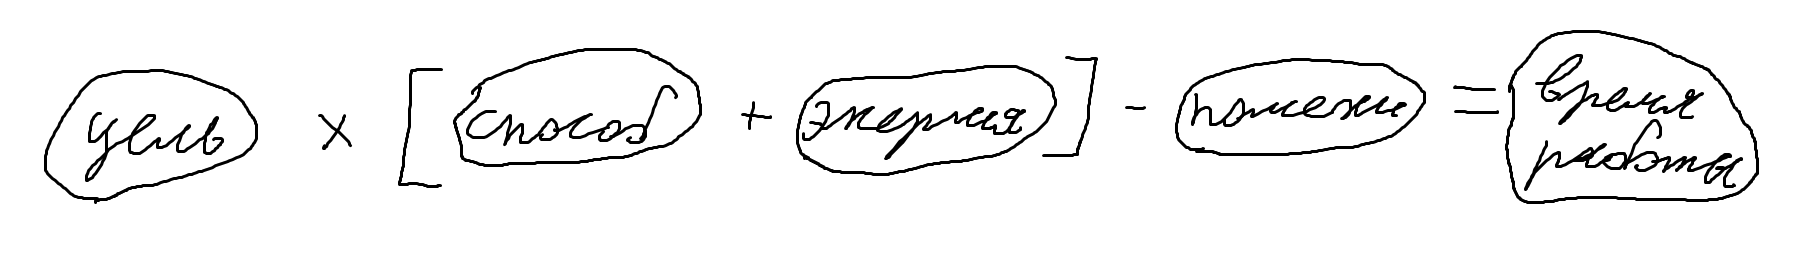 цель × [способ + энергия] - помехи = время
работы